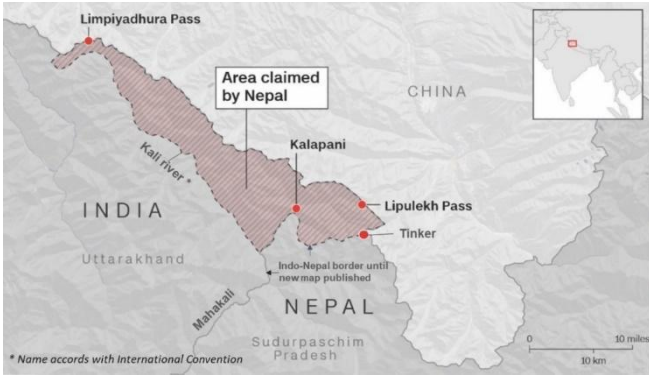 Limpiyadhura Pass
Area claimed
by Nepal
CHINA
Kalapani
Kali river *
INDIA
Lipulekh Pass
Tinker
Uttarakhand
Indo-Nepal border until
new map published
Mahakali
NEPAL
Sudurpaschim
Pradesh
0 10 miles
10 km
* Name accords with International Convention